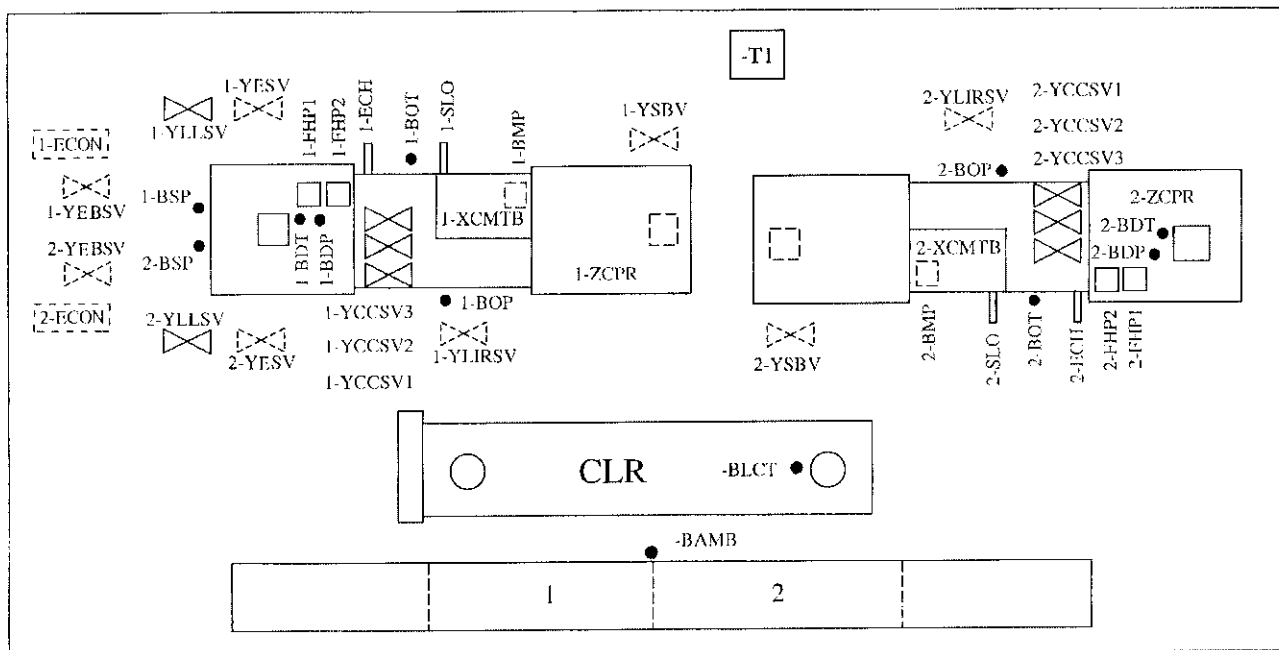 -T1
1-YESV
1-YLLSV
1-FHP1
1-FHP2
1-ECH
1-BOT
1-SLO
1-BMP
1-YSBV
2-YLIRSV
2-YCCSV1
2-YCCSV2
2-YCCSV3
1-ECON
1-YEBSV
2-YEBSV
2-ECON
1-BSP
2-BSP
1-BDT
1-BDP
1-XCMTB
1-ZCPR
2-BOP
2-XCMTB
2-ZCPR
2-BDT
2-BDP
2-YLLSV
2-YESV
1-YCCSV3
1-YCCSV2
1-YCCSV1
1-BOP
1-YLIRSV
2-YSBV
2-BMP
2-SLO
2-BOT
2-ECH
2-FHP2
2-FHP1
CLR
-BLCT
-BAMB
1
2